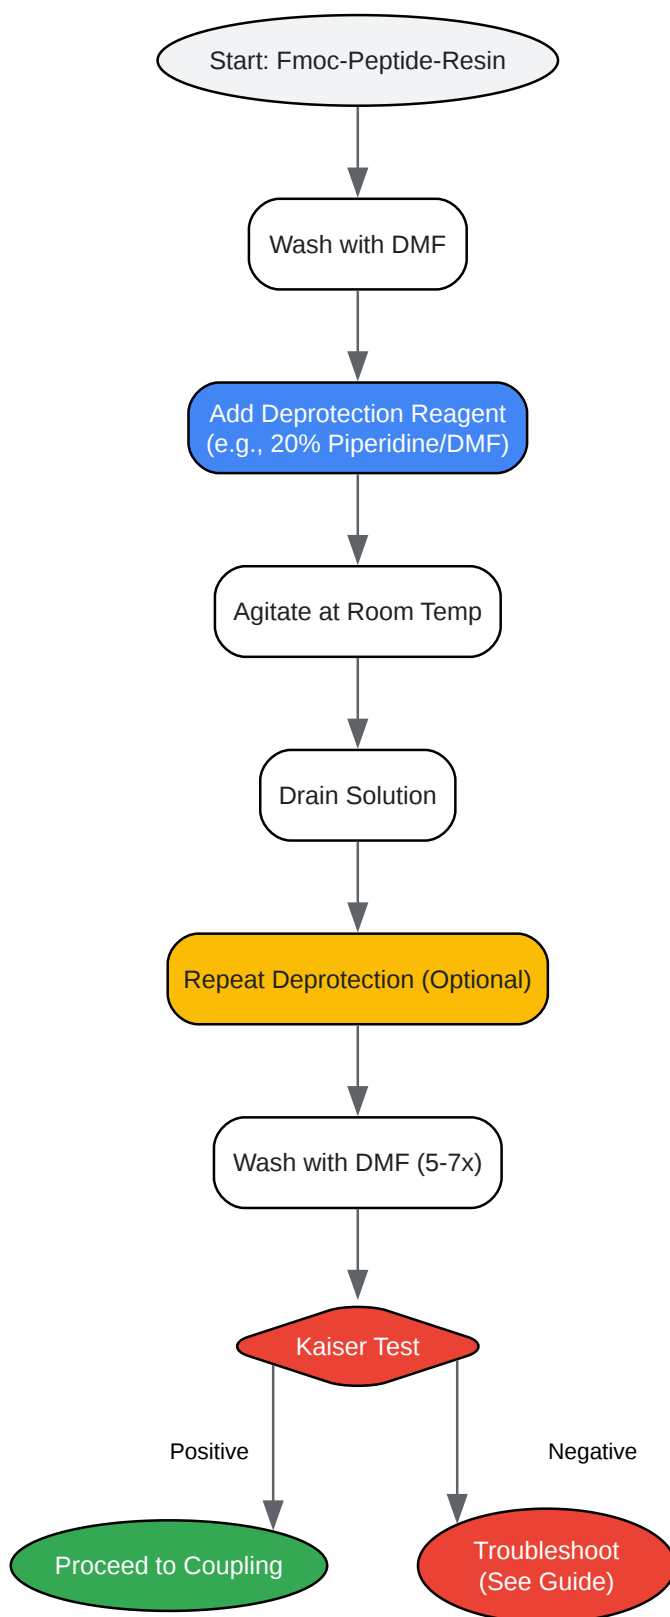 Start: Fmoc-Peptide-Resin
Wash with DMF
Add Deprotection Reagent
(e.g., 20% Piperidine/DMF)
Agitate at Room Temp
Drain Solution
Repeat Deprotection (Optional)
Wash with DMF (5-7x)
Kaiser Test
Positive
Negative
Proceed to Coupling
Troubleshoot
(See Guide)